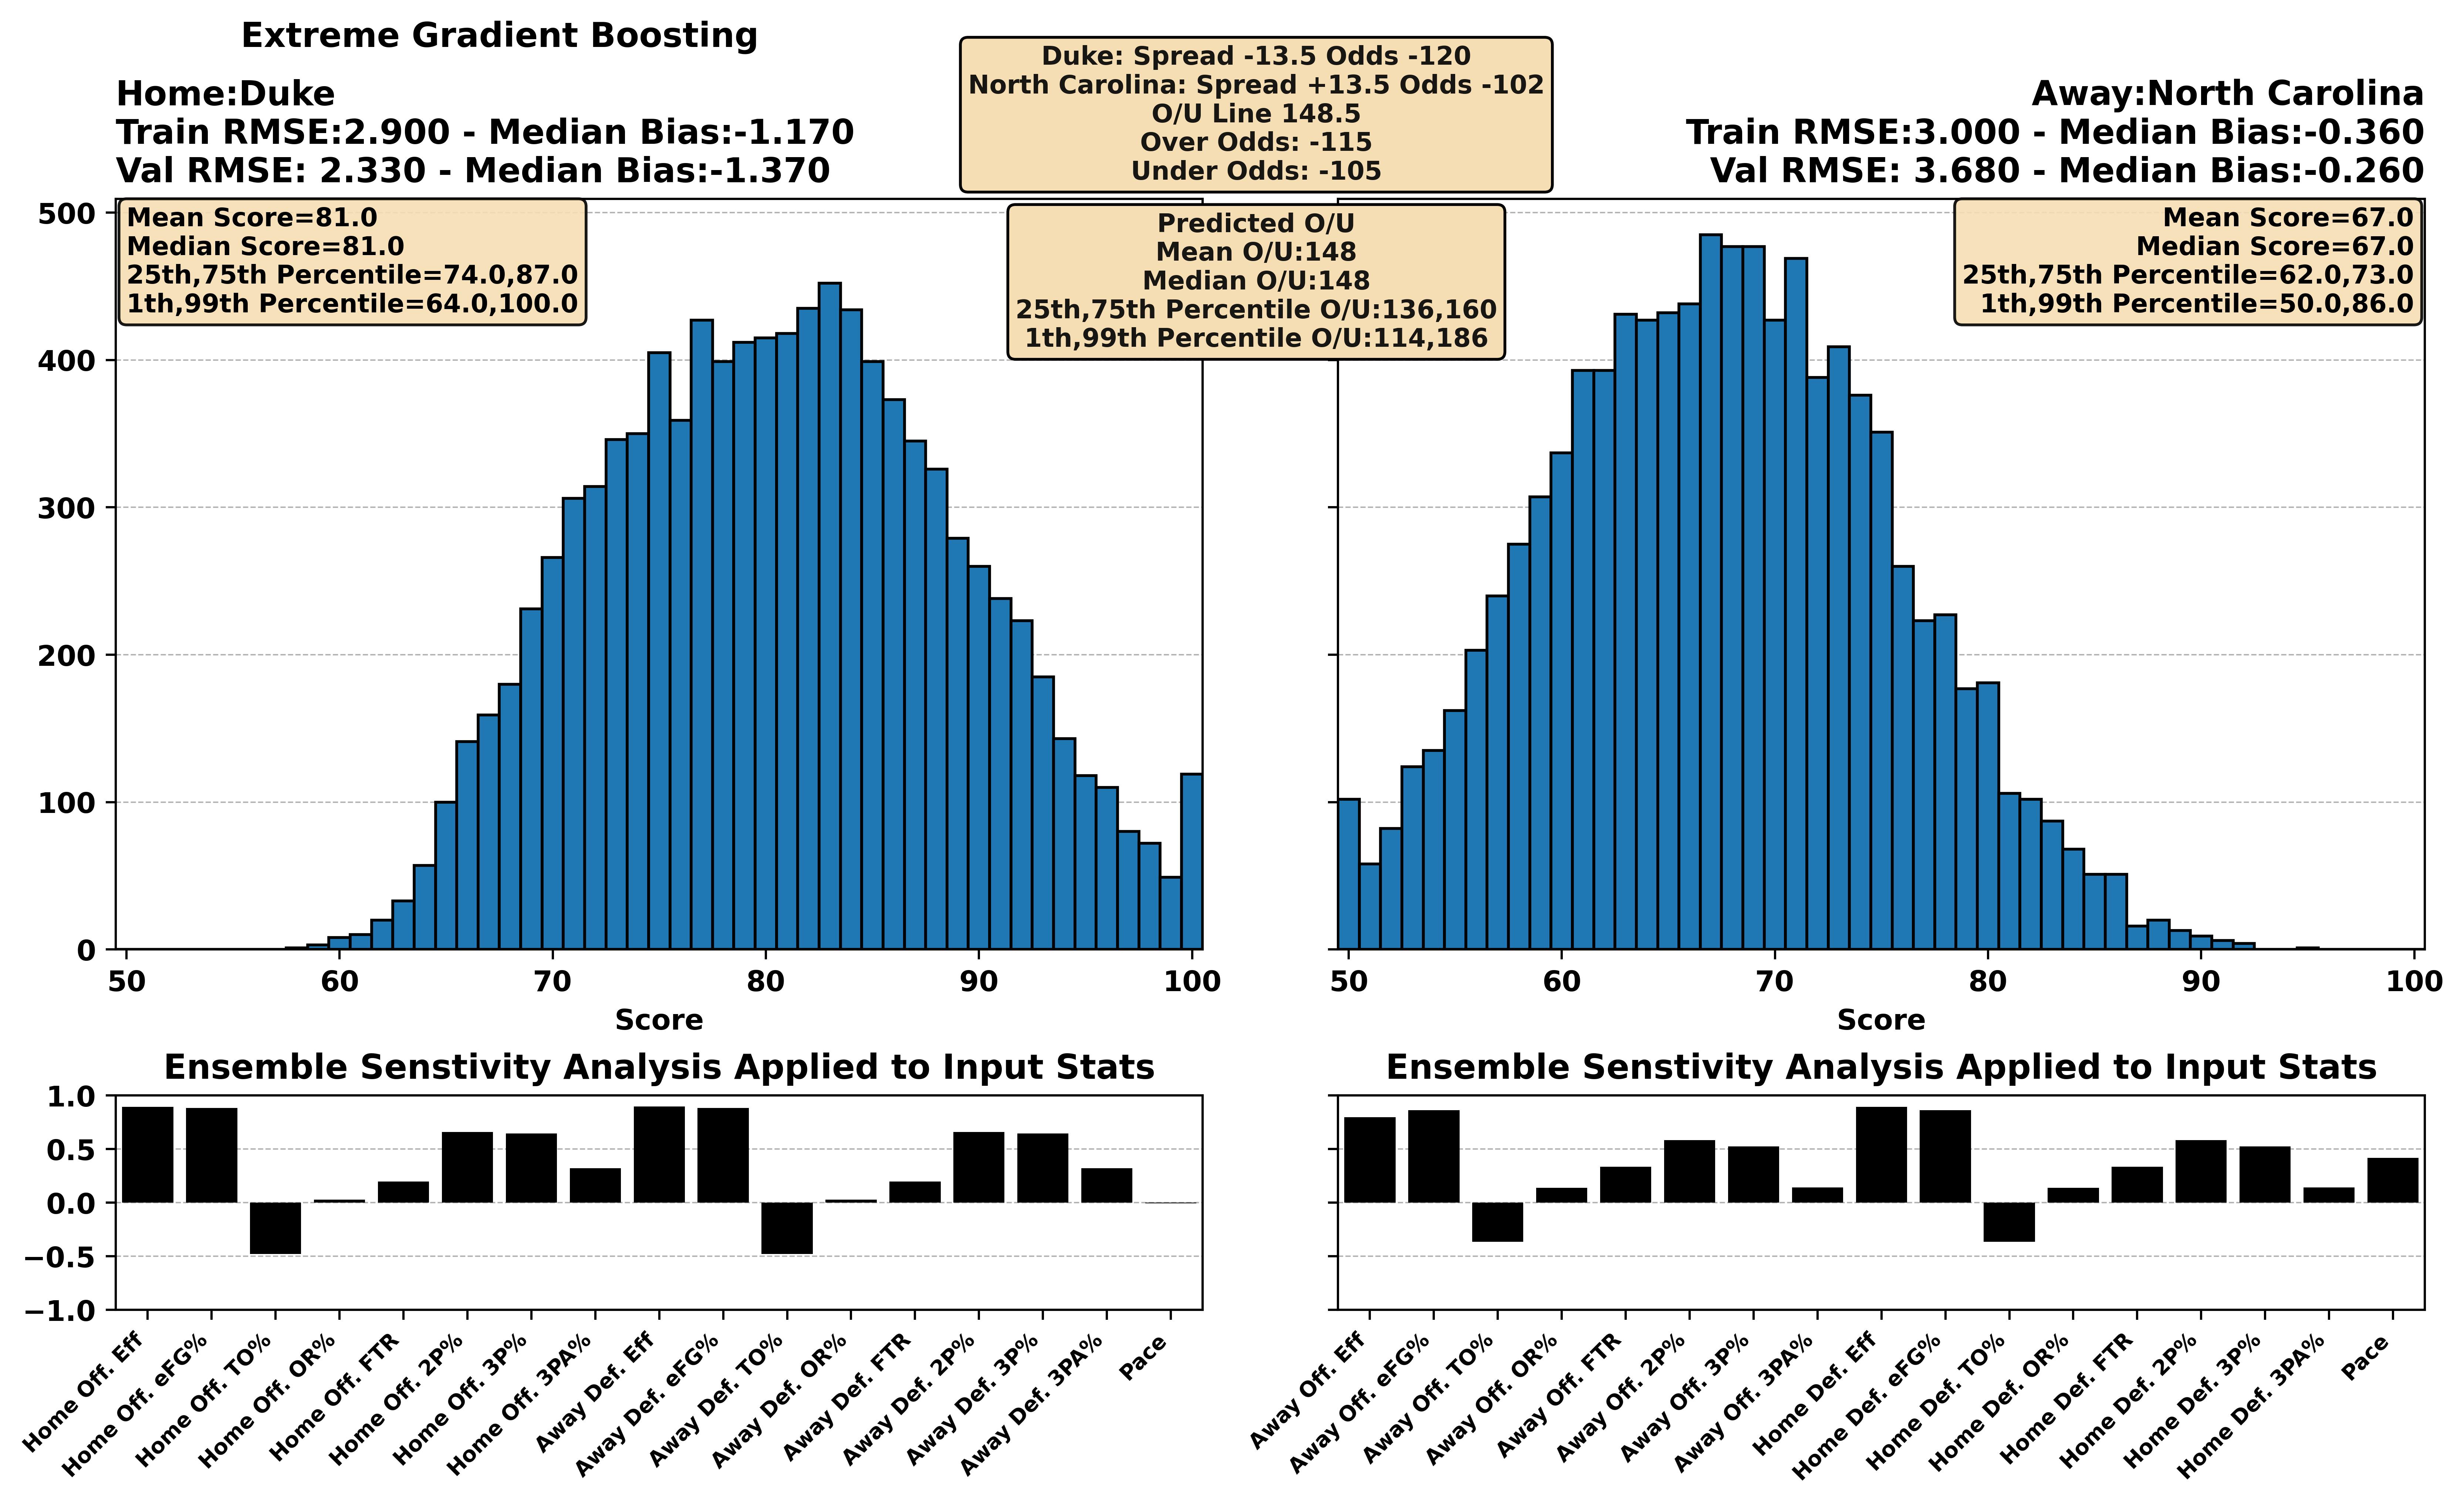 Extreme Gradient Boosting
Home:Duke
Train RMSE:2.900 - Median Bias:-1.170
Val RMSE: 2.330 - Median Bias:-1.370
Duke: Spread -13.5 Odds -120
North Carolina: Spread +13.5 Odds -102
O/U Line 148.5
Over Odds: -115
Under Odds: -105
Away:North Carolina
Train RMSE:3.000 - Median Bias:-0.360
Val RMSE: 3.680 - Median Bias:-0.260
Mean Score=81.0
Median Score=81.0
25th,75th Percentile=74.0,87.0
1th,99th Percentile=64.0,100.0
Predicted O/U
Mean O/U:148
Median O/U:148
25th,75th Percentile O/U:136,160
1th,99th Percentile O/U:114,186
Mean Score=67.0
Median Score=67.0
25th,75th Percentile=62.0,73.0
1th,99th Percentile=50.0,86.0
500
400
300
200
100
0
50 60 70 80 90 100
Score
50 60 70 80 90 100
Score
Ensemble Senstivity Analysis Applied to Input Stats
1.0
0.5
0.0
−0.5
−1.0
Home Off. Eff
Home Off. eFG%
Home Off. TO%
Home Off. OR%
Home Off. FTR
Home Off. 2P%
Home Off. 3P%
Home Off. 3PA%
Away Def. Eff
Away Def. eFG%
Away Def. TO%
Away Def. OR%
Away Def. FTR
Away Def. 2P%
Away Def. 3P%
Away Def. 3PA%
Pace
Ensemble Senstivity Analysis Applied to Input Stats
Away Off. Eff
Away Off. eFG%
Away Off. TO%
Away Off. OR%
Away Off. FTR
Away Off. 2P%
Away Off. 3P%
Away Off. 3PA%
Home Def. Eff
Home Def. eFG%
Home Def. TO%
Home Def. OR%
Home Def. FTR
Home Def. 2P%
Home Def. 3P%
Home Def. 3PA%
Pace